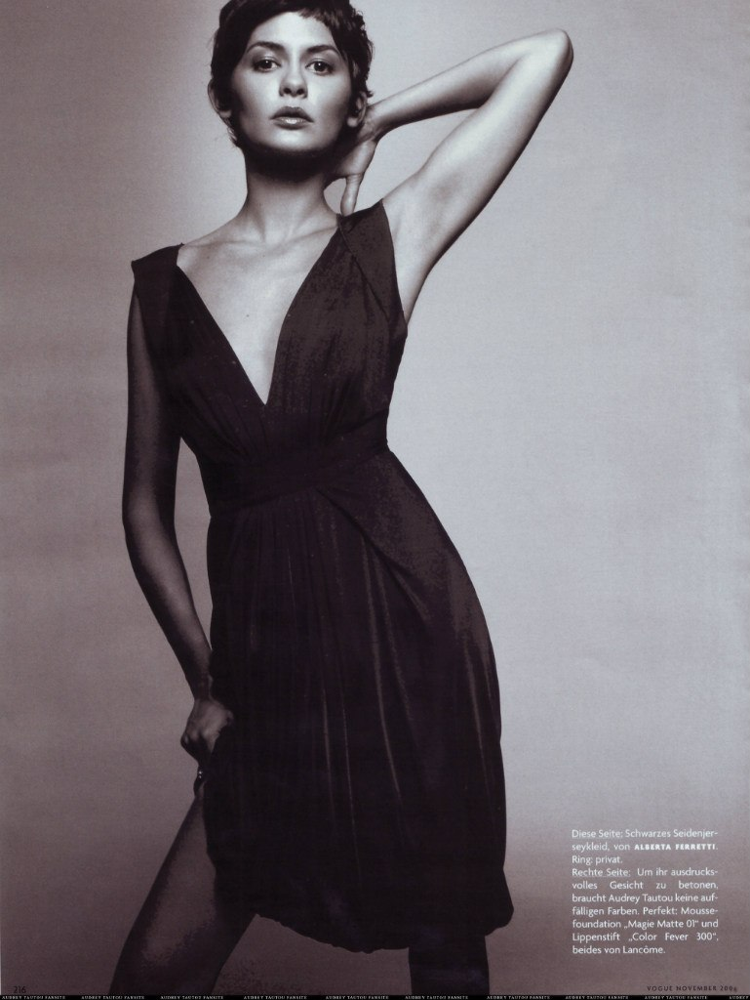 Diese Seite: Schwarzes Seidenjer-
seykleid, von ALBERTA FERRETTI.
Ring: privat.
Rechte Seite: Um ihr ausdrucks-
volles Gesicht zu betonen,
braucht Audrey Tautou keine auf-
fälligen Farben. Perfekt: Mousse-
foundation „Magie Matte 01" und
Lippenstift „Color Fever 300",
beides von Lancôme.
216
VOGUE NOVEMBER
AUDREY TAUTOU FANSITE AUDREY TAUTOU FANSITE AUDREY TAUTOU FANSITE AUDREY TAUTOU FANSITE AUDREY TAUTOU FANSITE AUDREY TAUTOU FANSITE AUDREY TAUTOU FANSITE AUDREY TAUTOU FANSITE AUDREY TAUTOU FANSITE